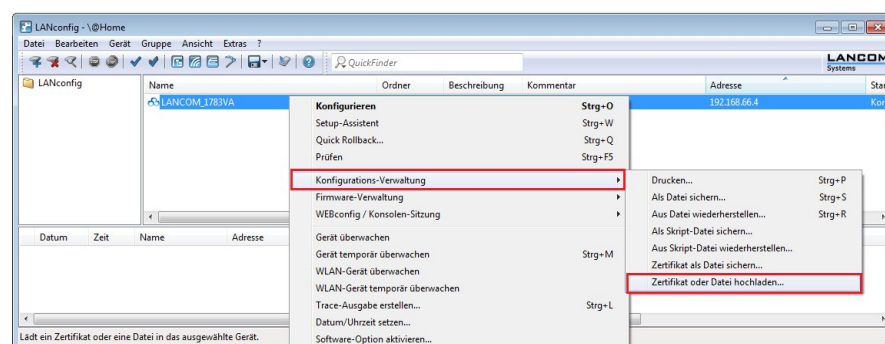 LANconfig - \@Home
Datei Bearbeiten Gerät Gruppe Ansicht Extras ?
QuickFinder
LANCOM
Systems
LANconfig
Name Ordner Beschreibung Kommentar Adresse
LANCOM_1783VA 192.168.66.4
Konfigurieren Strg+O
Setup-Assistent Strg+W
Quick Rollback... Strg+Q
Prüfen Strg+F5
Konfigurations-Verwaltung
Firmware-Verwaltung
WEBconfig / Konsolen-Sitzung
Gerät überwachen
Gerät temporär überwachen Strg+M
WLAN-Gerät überwachen
WLAN-Gerät temporär überwachen
Trace-Ausgabe erstellen... Strg+L
Datum/Uhrzeit setzen...
Software-Option aktivieren...
Drucken... Strg+P
Als Datei sichern... Strg+S
Aus Datei wiederherstellen... Strg+R
Als Skript-Datei sichern...
Aus Skript-Datei wiederherstellen...
Zertifikat als Datei sichern...
Zertifikat oder Datei hochladen...
Datum Zeit Name Adresse
Lädt ein Zertifikat oder eine Datei in das ausgewählte Gerät.